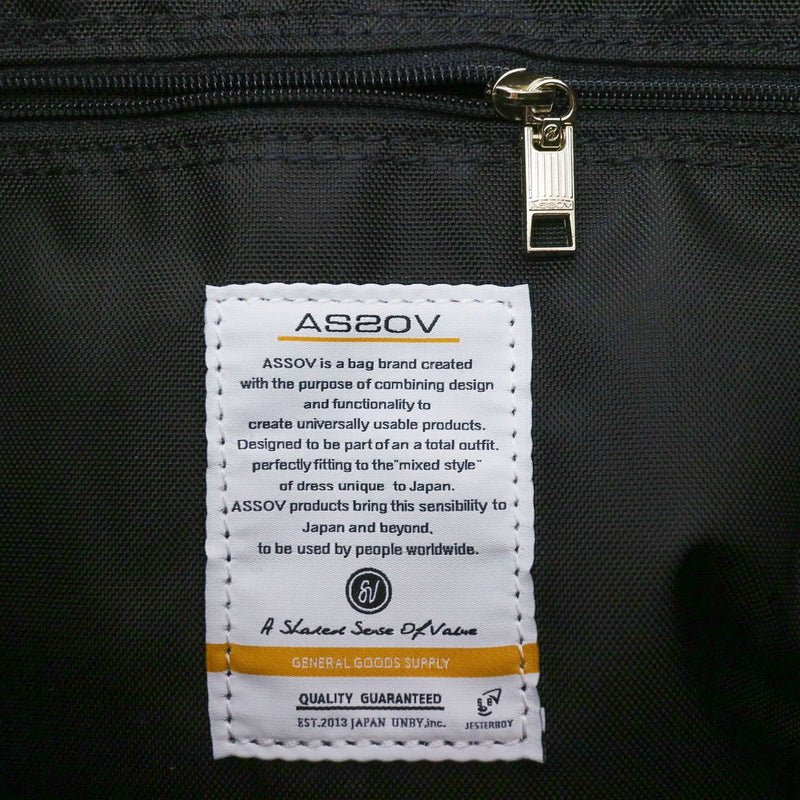 ASSOV
ASSOV
ASSOV is a bag brand created
with the purpose of combining design
and functionality to
create universally usable products.
Designed to be part of an a total outfit.
perfectly fitting to the "mixed style"
of dress unique to Japan.
ASSOV products bring this sensibility to
Japan and beyond,
to be used by people worldwide.
A Shared Sense Of Value
GENERAL GOODS SUPPLY
QUALITY GUARANTEED
EST.2013 JAPAN UNBY,inc.
JESTERBOY